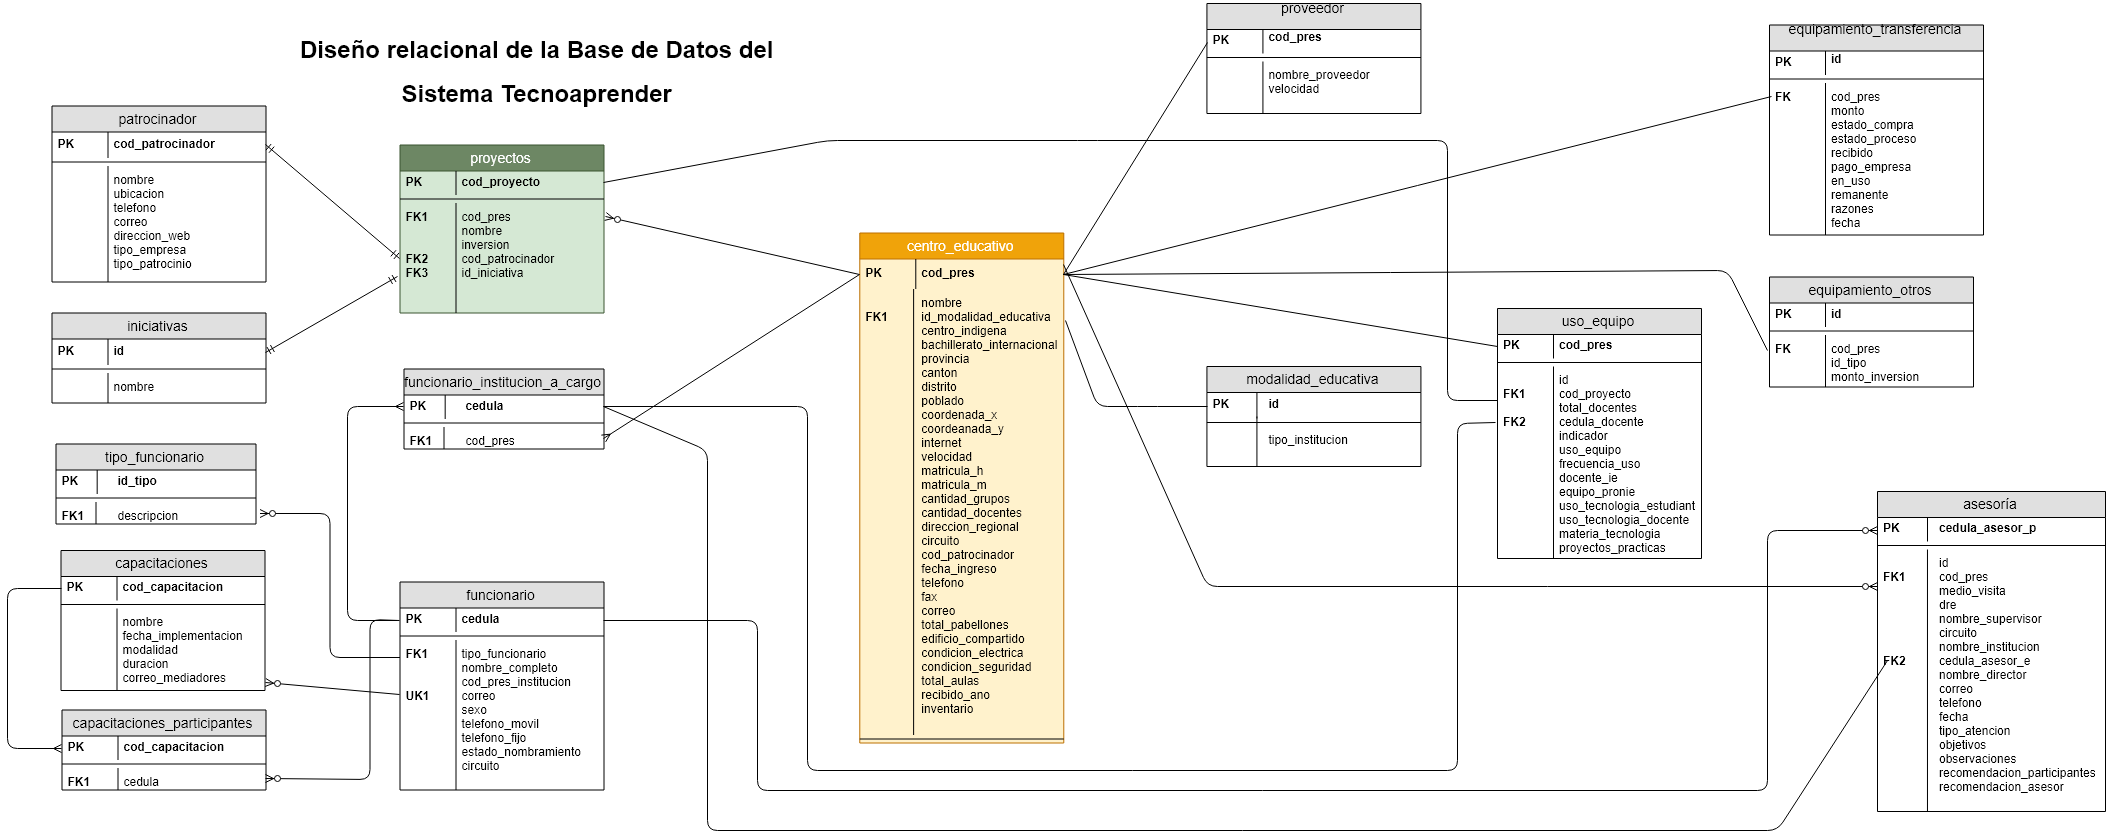 Diseño relacional de la Base de Datos del
Sistema Tecnoaprender
patrocinador
PK cod_patrocinador
nombre
ubicacion
telefono
correo
direccion_web
tipo_empresa
tipo_patrocinio
iniciativas
PK id
nombre
tipo_funcionario
PK id_tipo
FK1 descripcion
capacitaciones
PK cod_capacitacion
nombre
fecha_implementacion
modalidad
duracion
correo_mediadores
capacitaciones_participantes
PK cod_capacitacion
FK1 cedula
proyectos
PK cod_proyecto
FK1 cod_pres
nombre
inversion
FK2 cod_patrocinador
FK3 id_iniciativa
funcionario_institucion_a_cargo
PK cedula
FK1 cod_pres
funcionario
PK cedula
FK1 tipo_funcionario
nombre_completo
cod_pres_institucion
UK1 correo
sexo
telefono_movil
telefono_fijo
estado_nombramiento
circuito
centro_educativo
PK cod_pres
nombre
FK1 id_modalidad_educativa
centro_indigena
bachillerato_internacional
provincia
canton
distrito
poblado
coordenada_x
coordeanada_y
internet
velocidad
matricula_h
matricula_m
cantidad_grupos
cantidad_docentes
direccion_regional
circuito
cod_patrocinador
fecha_ingreso
telefono
fax
correo
total_pabellones
edificio_compartido
condicion_electrica
condicion_seguridad
total_aulas
recibido_ano
inventario
proveedor
PK cod_pres
nombre_proveedor
velocidad
modalidad_educativa
PK id
tipo_institucion
uso_equipo
PK cod_pres
id
FK1 cod_proyecto
total_docentes
FK2 cedula_docente
indicador
uso_equipo
frecuencia_uso
docente_ie
equipo_pronie
uso_tecnologia_estudiant
uso_tecnologia_docente
materia_tecnologia
proyectos_practicas
equipamiento_transferencia
PK id
FK cod_pres
monto
estado_compra
estado_proceso
recibido
pago_empresa
en_uso
remanente
razones
fecha
equipamiento_otros
PK id
FK cod_pres
id_tipo
monto_inversion
asesoría
PK cedula_asesor_p
id
FK1 cod_pres
medio_visita
dre
nombre_supervisor
circuito
nombre_institucion
FK2 cedula_asesor_e
nombre_director
correo
telefono
fecha
tipo_atencion
objetivos
observaciones
recomendacion_participantes
recomendacion_asesor